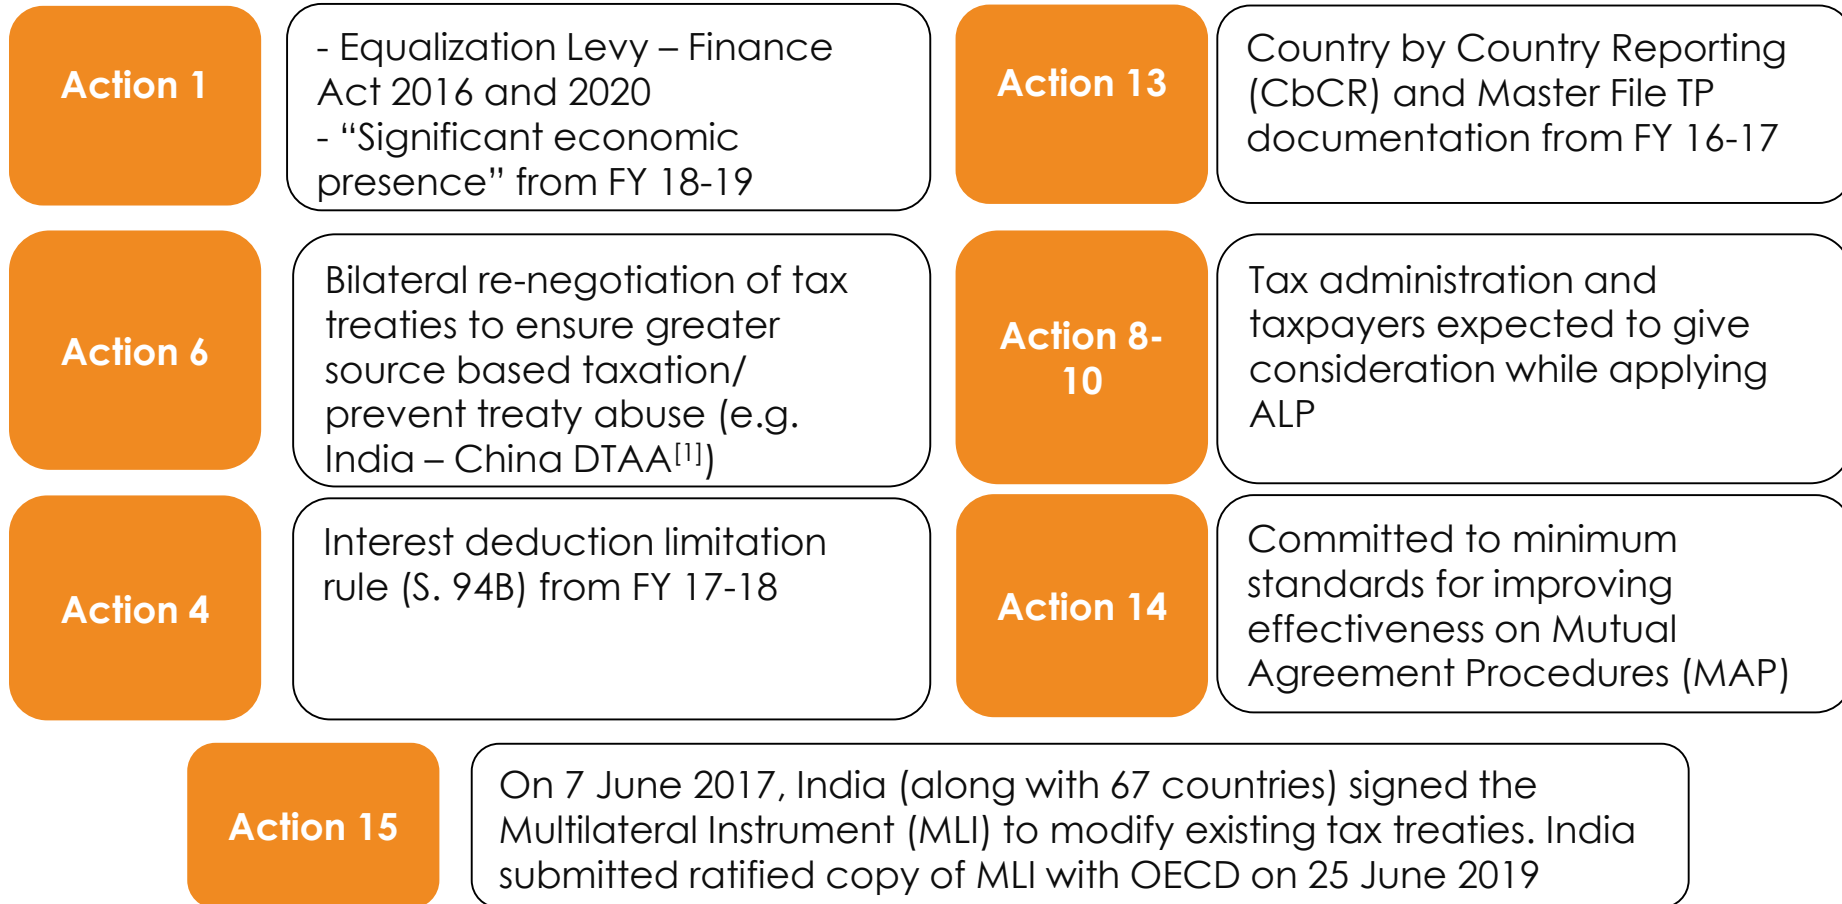 Action 1
- Equalization Levy – Finance
Act 2016 and 2020
- “Significant economic
presence” from FY 18-19
Action 13
Country by Country Reporting
(CbCR) and Master File TP
documentation from FY 16-17
Action 6
Bilateral re-negotiation of tax
treaties to ensure greater
source based taxation/
prevent treaty abuse (e.g.
India – China DTAA[1])
Action 8-
10
Tax administration and
taxpayers expected to give
consideration while applying
ALP
Action 4
Interest deduction limitation
rule (S. 94B) from FY 17-18
Action 14
Committed to minimum
standards for improving
effectiveness on Mutual
Agreement Procedures (MAP)
Action 15
On 7 June 2017, India (along with 67 countries) signed the
Multilateral Instrument (MLI) to modify existing tax treaties. India
submitted ratified copy of MLI with OECD on 25 June 2019